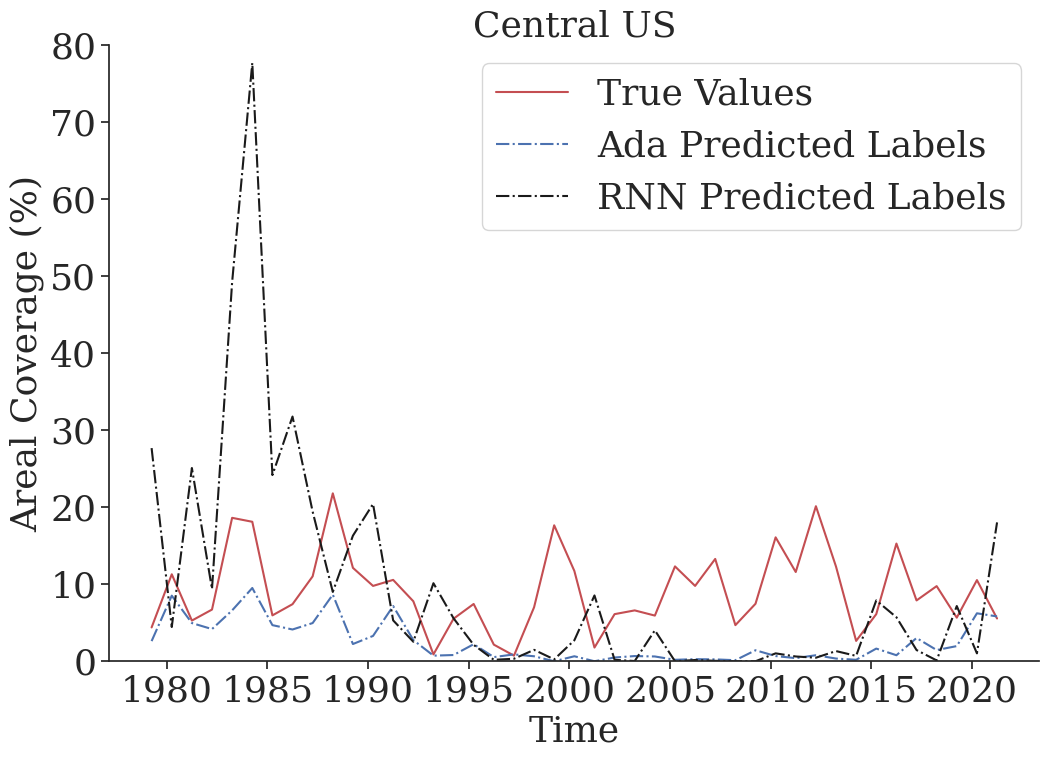 Central US
True Values
Ada Predicted Labels
RNN Predicted Labels
Areal Coverage (%)
80
70
60
50
40
30
20
10
0
1980 1985 1990 1995 2000 2005 2010 2015 2020
Time